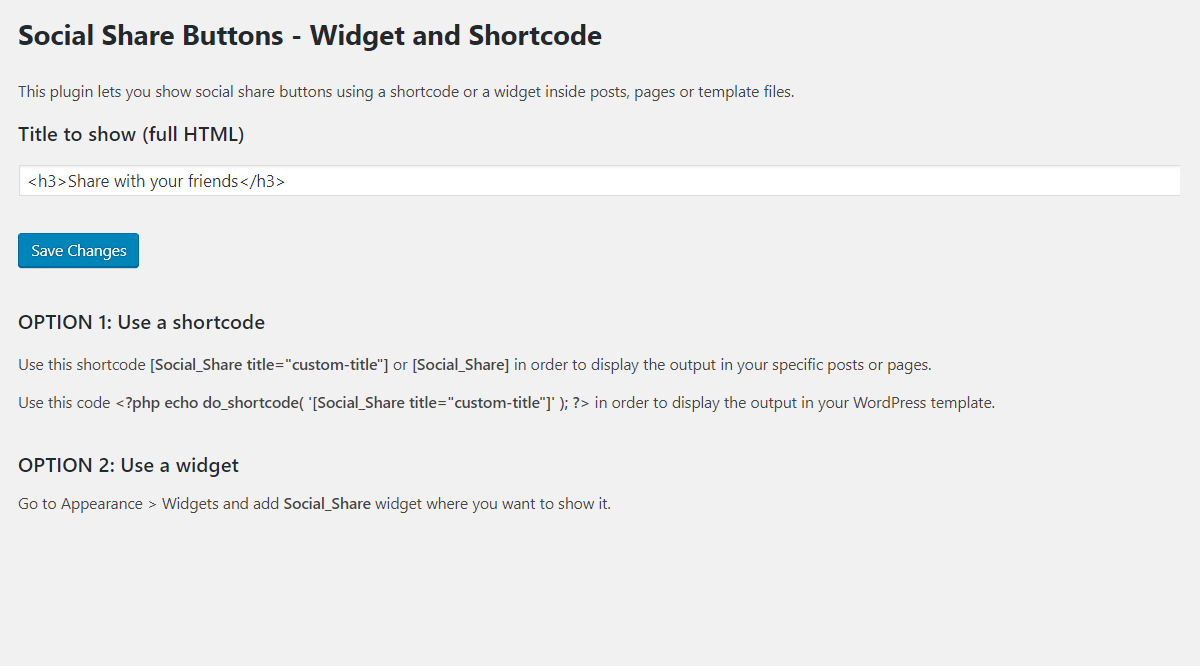 Social Share Buttons - Widget and Shortcode
This plugin lets you show social share buttons using a shortcode or a widget inside posts, pages or template files.
Title to show (full HTML)
<h3>Share with your friends</h3>
Save Changes
OPTION 1: Use a shortcode
Use this shortcode [Social_Share title="custom-title"] or [Social_Share] in order to display the output in your specific posts or pages.
Use this code <?php echo do_shortcode( '[Social_Share title="custom-title"]' ); ?> in order to display the output in your WordPress template.
OPTION 2: Use a widget
Go to Appearance > Widgets and add Social_Share widget where you want to show it.